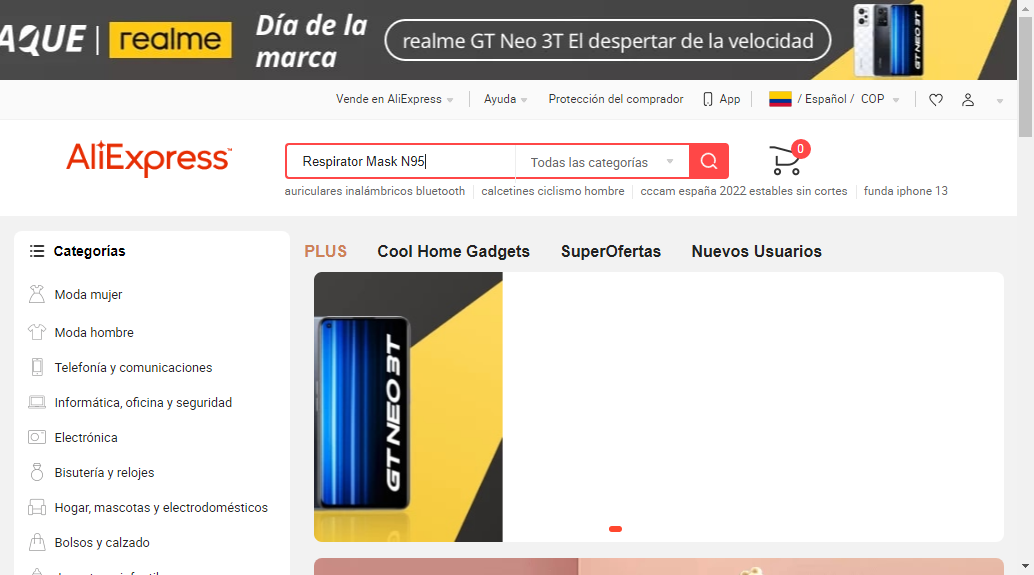 realme
Día de la
marca
realme GT Neo 3T El despertar de la velocidad
GT NEO 3T
Vende en AliExpress
Ayuda
Protección del comprador
App
/ Español / COP
AliExpress
Respirator Mask N95
Todas las categorías
0
auriculares inalámbricos bluetooth
calcetines ciclismo hombre
cccam españa 2022 estables sin cortes
funda iphone 13
Categorías
PLUS
Cool Home Gadgets
SuperOfertas
Nuevos Usuarios
Moda mujer
Moda hombre
Telefonía y comunicaciones
Informática, oficina y seguridad
Electrónica
Bisutería y relojes
Hogar, mascotas y electrodomésticos
Bolsos y calzado
GT NEO 3T